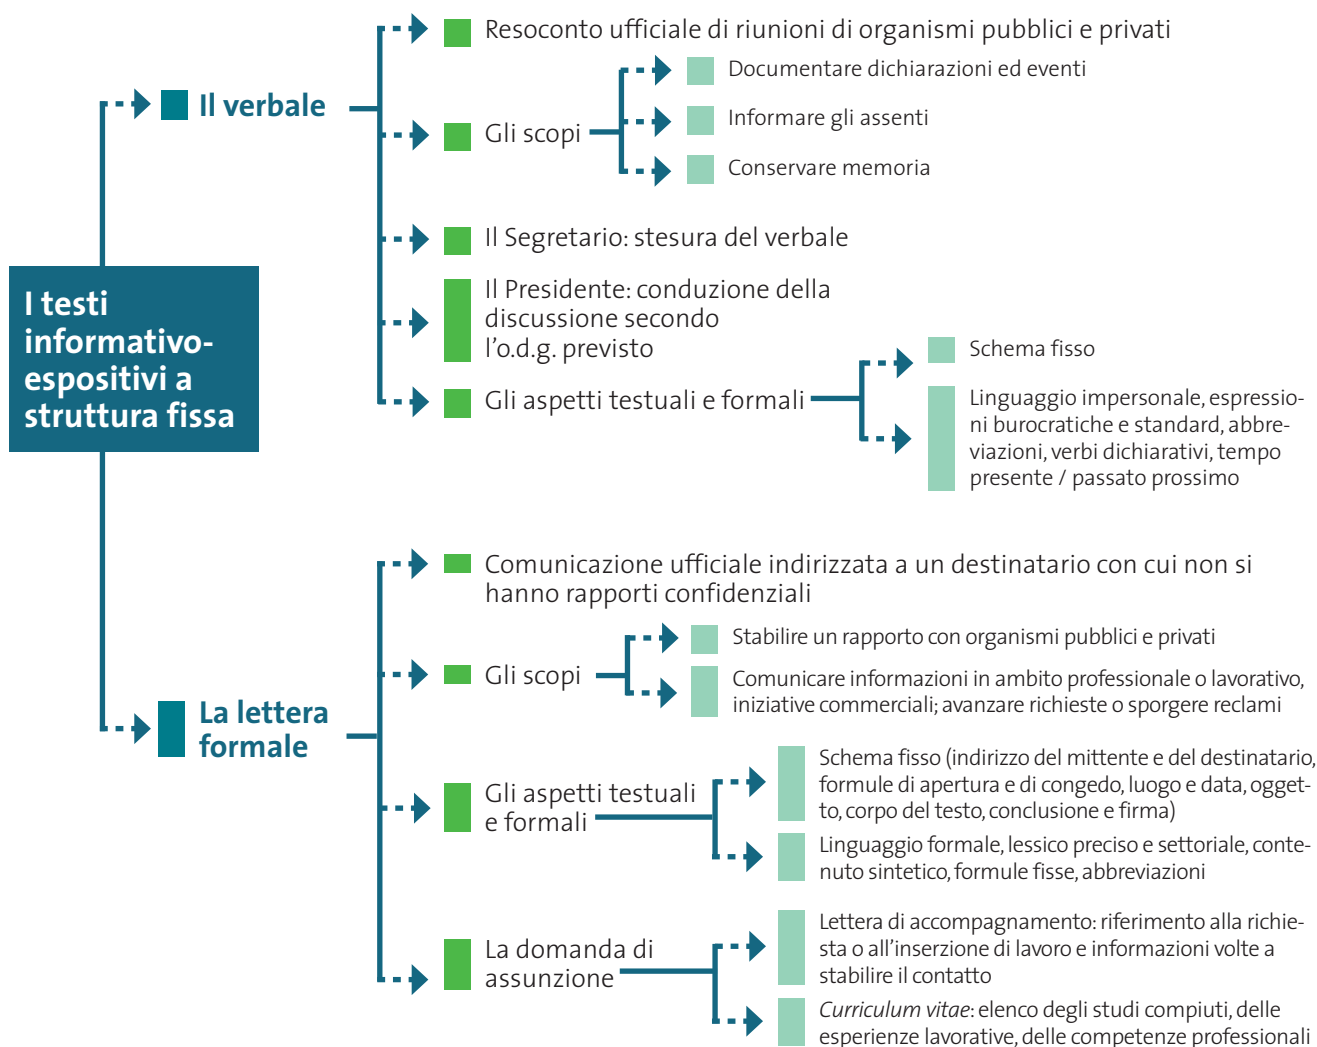 I testi
informativo-
espositivi a
struttura fissa
Il verbale
Resoconto ufficiale di riunioni di organismi pubblici e privati
Gli scopi
Documentare dichiarazioni ed eventi
Informare gli assenti
Conservare memoria
Il Segretario: stesura del verbale
Il Presidente: conduzione della
discussione secondo
l’o.d.g. previsto
Gli aspetti testuali e formali
Schema fisso
Linguaggio impersonale, espressio-
ni burocratiche e standard, abbre-
viazioni, verbi dichiarativi, tempo
presente / passato prossimo
La lettera
formale
Comunicazione ufficiale indirizzata a un destinatario con cui non si
hanno rapporti confidenziali
Gli scopi
Stabilire un rapporto con organismi pubblici e privati
Comunicare informazioni in ambito professionale o lavorativo,
iniziative commerciali; avanzare richieste o sporgere reclami
Gli aspetti testuali
e formali
Schema fisso (indirizzo del mittente e del destinatario,
formule di apertura e di congedo, luogo e data, ogget-
to, corpo del testo, conclusione e firma)
Linguaggio formale, lessico preciso e settoriale, conte-
nuto sintetico, formule fisse, abbreviazioni
La domanda di
assunzione
Lettera di accompagnamento: riferimento alla richie-
sta o all’inserzione di lavoro e informazioni volte a
stabilire il contatto
Curriculum vitae: elenco degli studi compiuti, delle
esperienze lavorative, delle competenze professionali